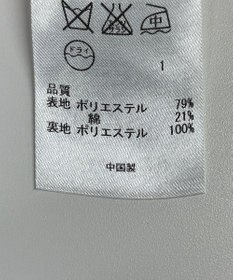 中
ドライ
1
品質
表地 ポリエステル 79%
綿 21%
裏地 ポリエステル 100%
中国製